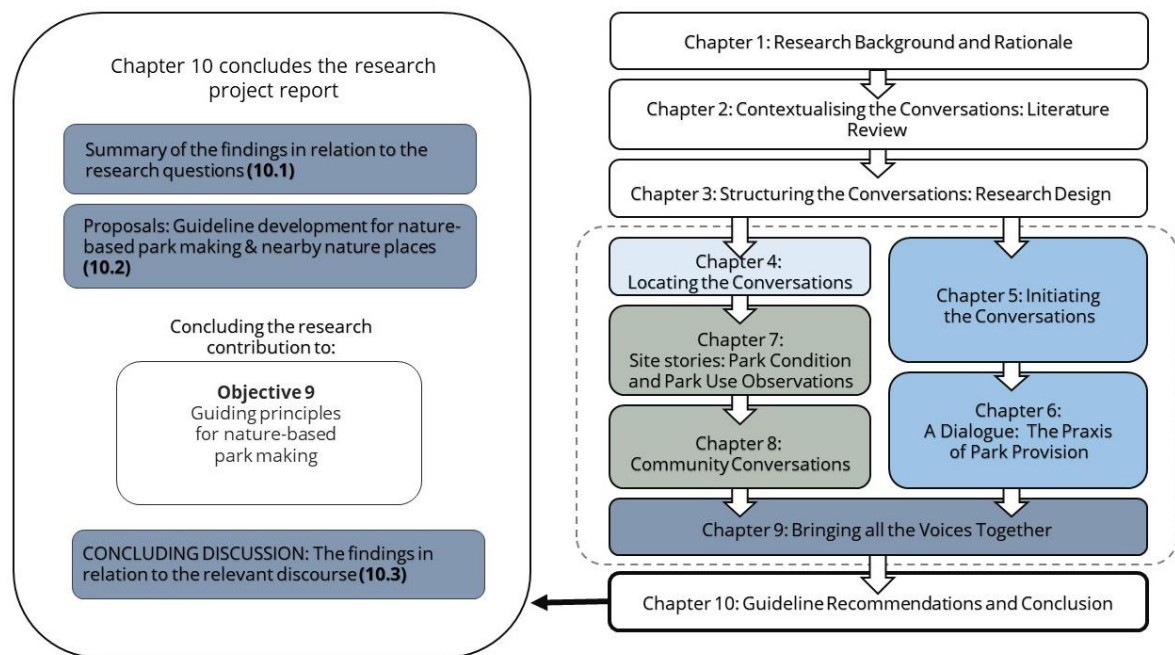 Chapter 10 concludes the research
project report
Summary of the findings in relation to the
research questions (10.1)
Proposals: Guideline development for nature-
based park making & nearby nature places
(10.2)
Concluding the research
contribution to:
Objective 9
Guiding principles
for nature-based
park making
CONCLUDING DISCUSSION: The findings in
relation to the relevant discourse (10.3)
Chapter 1: Research Background and Rationale
Chapter 2: Contextualising the Conversations: Literature
Review
Chapter 3: Structuring the Conversations: Research Design
Chapter 4:
Locating the Conversations
Chapter 7:
Site stories: Park Condition
and Park Use Observations
Chapter 8:
Community Conversations
Chapter 5: Initiating
the Conversations
Chapter 6:
A Dialogue: The Praxis
of Park Provision
Chapter 9: Bringing all the Voices Together
Chapter 10: Guideline Recommendations and Conclusion